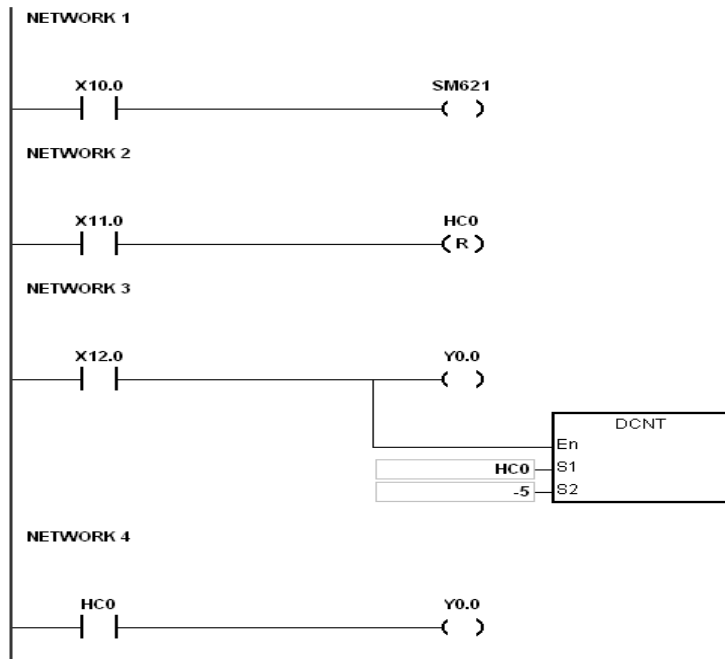 NETWORK 1
X10.0 SM621
NETWORK 2
X11.0 HC0
R
NETWORK 3
X12.0 Y0.0
DCNT
En
HC0 S1
-5 S2
NETWORK 4
HC0 Y0.0